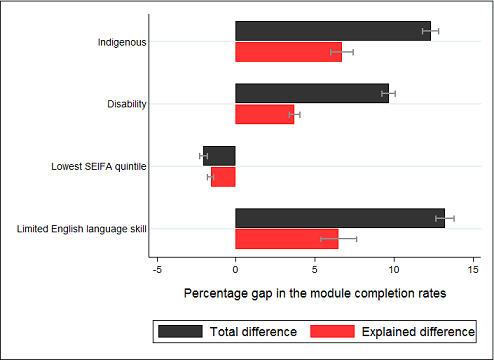 Indigenous
Disability
Lowest SEIFA quintile
Limited English language skill
-5 0 5 10 15
Percentage gap in the module completion rates
Total difference Explained difference